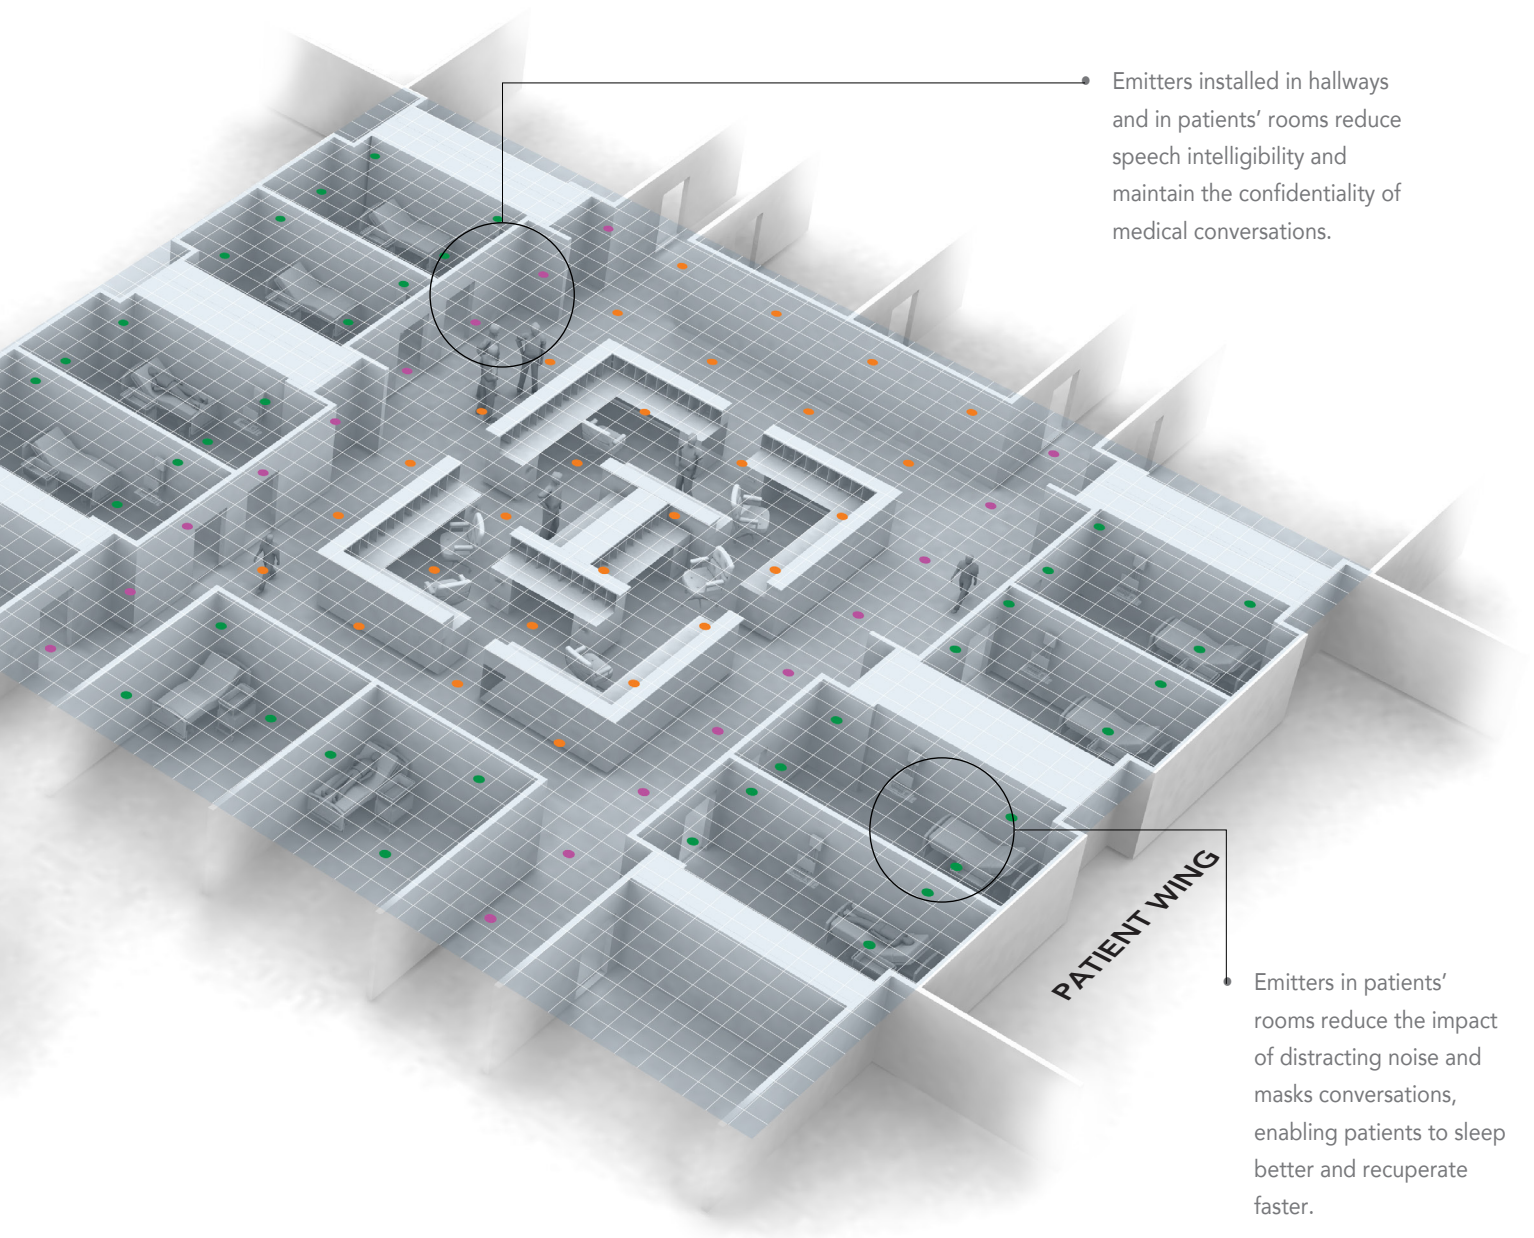 Emitters installed in hallways
and in patients’ rooms reduce
speech intelligibility and
maintain the confidentiality of
medical conversations.
PATIENT WING
Emitters in patients’
rooms reduce the impact
of distracting noise and
masks conversations,
enabling patients to sleep
better and recuperate
faster.